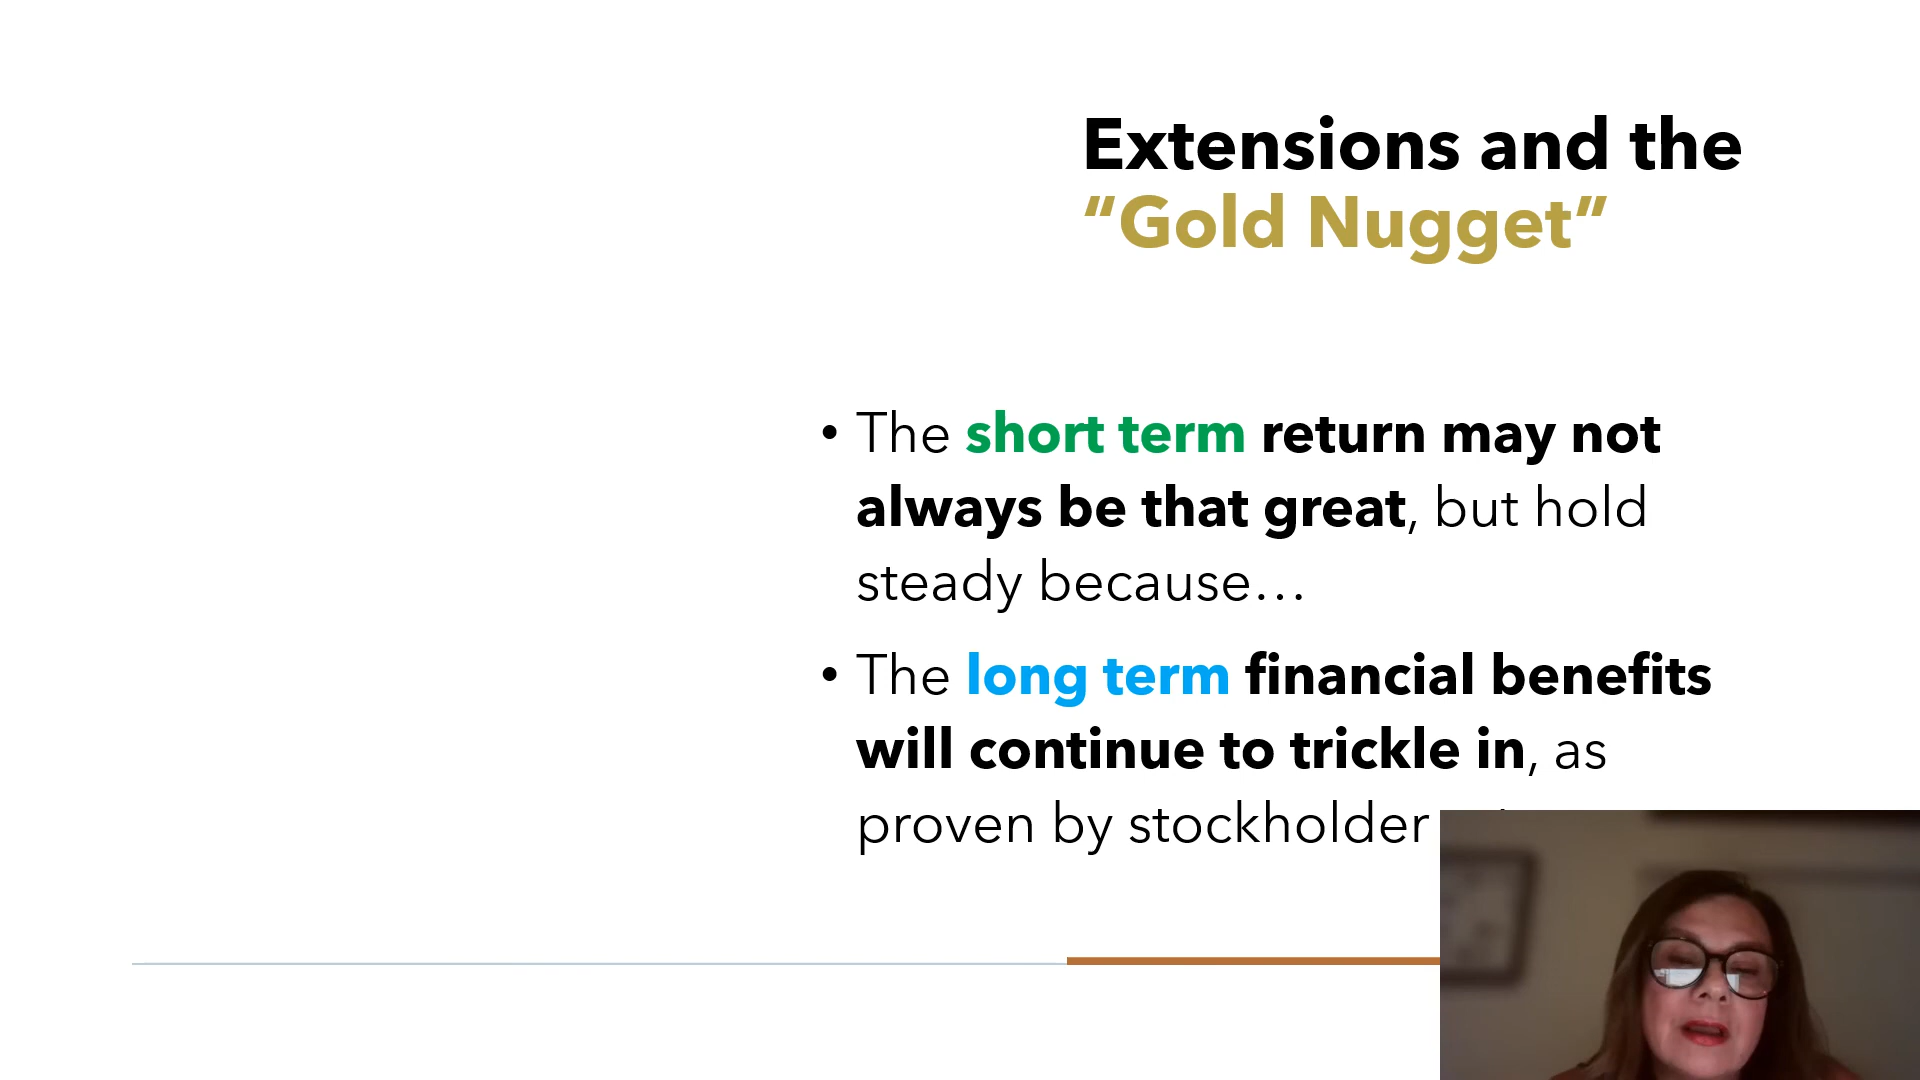 Extensions and the
“Gold Nugget”
• The short term return may not
always be that great, but hold
steady because…
• The long term financial benefits
will continue to trickle in, as
proven by stockholder